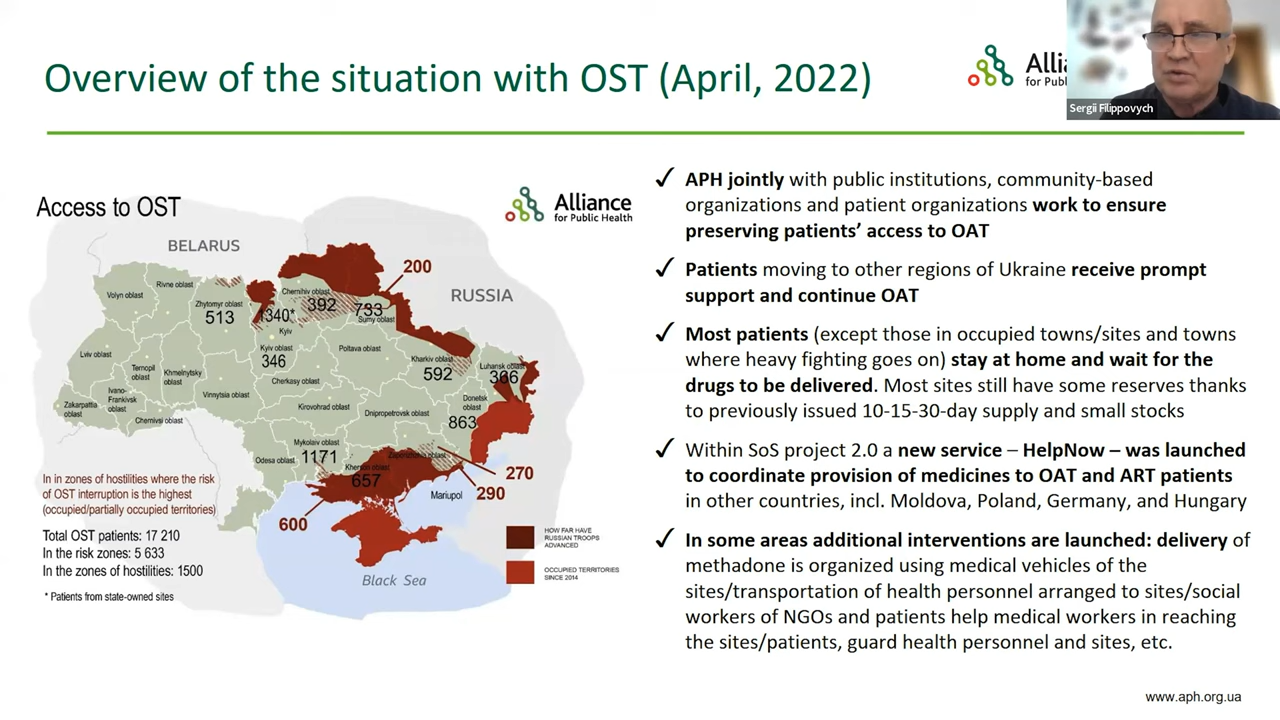 Overview of the situation with OST (April, 2022)
for Pub
Sergii Filippovych
Access to OST
Alliance
for Public Health
BELARUS
RUSSIA
200
Volyn oblast
Rivne oblast
Zhytomyr oblast
513
1340*
Kyiv
Chernihiv oblast
392
733
Sumy oblast
Kyiv oblast
346
Poltava oblast
Kharkiv oblast
592
Luhansk oblast
366
Lviv oblast
Ternopil
oblast
Khmelnytsky
oblast
Ivano-
Frankivsk
oblast
Zakarpattia
oblast
Chernivsi oblast
Vinnytsia oblast
Cherkasy oblast
Kirovohrad oblast
Dnipropetrovsk oblast
Donetsk
oblast
863
Mykolaiv oblast
1171
Odesa oblast
Kherson oblast
657
Zaporizhzhia oblast
270
290
Mariupol
600
Black Sea
In in zones of hostilities where the risk
of OST interruption is the highest
(occupied/partially occupied territories)
Total OST patients: 17 210
In the risk zones: 5 633
In the zones of hostilities: 1500
* Patients from state-owned sites
HOW FAR HAVE
RUSSIAN TROOPS
ADVANCED
OCCUPIED TERRITORIES
SINCE 2014
✓ APH jointly with public institutions, community-based
organizations and patient organizations work to ensure
preserving patients’ access to OAT
✓ Patients moving to other regions of Ukraine receive prompt
support and continue OAT
✓ Most patients (except those in occupied towns/sites and towns
where heavy fighting goes on) stay at home and wait for the
drugs to be delivered. Most sites still have some reserves thanks
to previously issued 10-15-30-day supply and small stocks
✓ Within SoS project 2.0 a new service – HelpNow – was launched
to coordinate provision of medicines to OAT and ART patients
in other countries, incl. Moldova, Poland, Germany, and Hungary
✓ In some areas additional interventions are launched: delivery of
methadone is organized using medical vehicles of the
sites/transportation of health personnel arranged to sites/social
workers of NGOs and patients help medical workers in reaching
the sites/patients, guard health personnel and sites, etc.
www.aph.org.ua